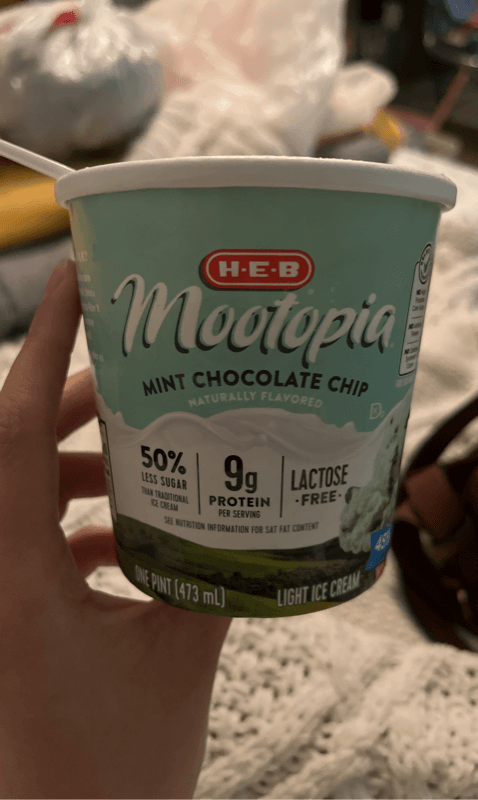 H-E-B
Mootopia
MINT CHOCOLATE CHIP
NATURALLY FLAVORED
50%
LESS SUGAR
THAN TRADITIONAL
ICE CREAM
9g
PROTEIN
PER SERVING
LACTOSE
·FREE·
SEE NUTRITION INFORMATION FOR SAT FAT CONTENT
ONE PINT (473 mL)
LIGHT ICE CREAM